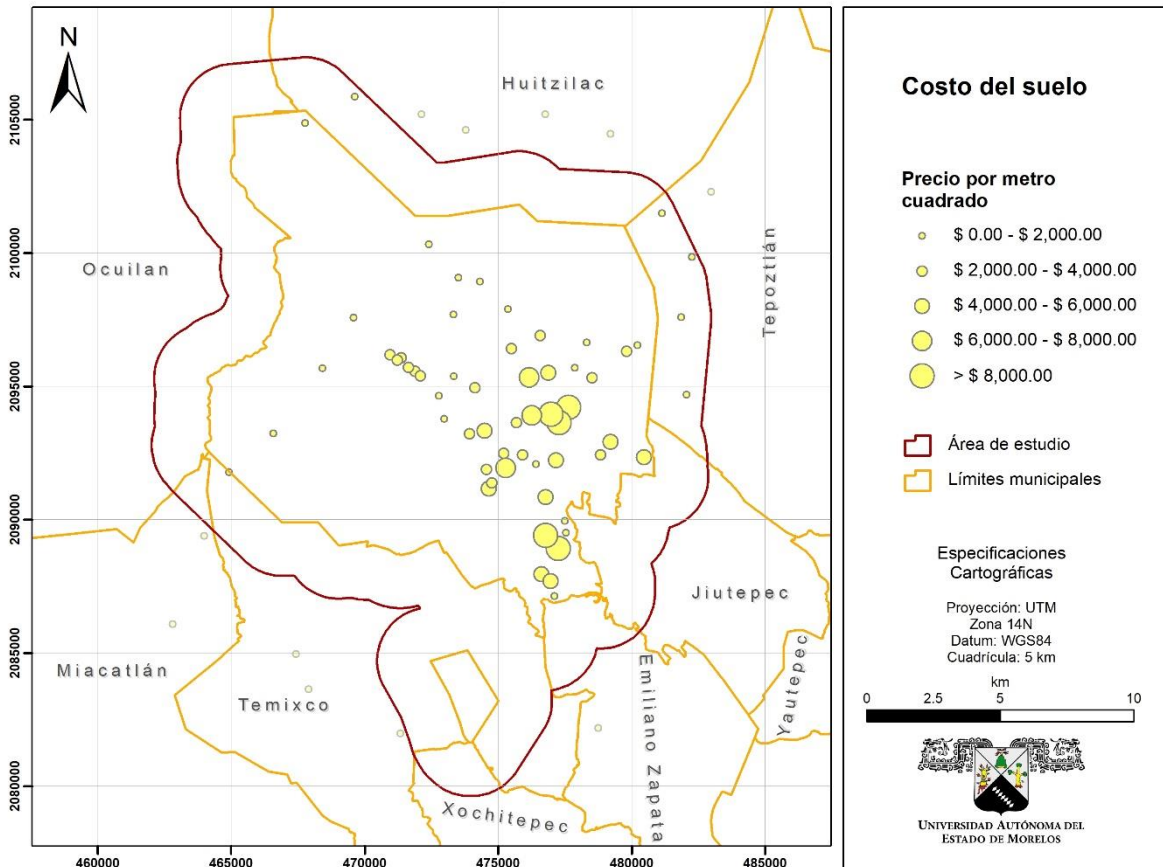 N
Huitzilac
Ocuilan
Tepoztlán
Jiutepec
Miacatlán
Temixco
Emiliano Zapata
Yautepec
Xochitepec
2105000
2100000
2095000
2090000
2085000
2080000
460000
465000
470000
475000
480000
485000
Costo del suelo
Precio por metro
cuadrado
$ 0.00 - $ 2,000.00
$ 2,000.00 - $ 4,000.00
$ 4,000.00 - $ 6,000.00
$ 6,000.00 - $ 8,000.00
> $ 8,000.00
Área de estudio
Límites municipales
Especificaciones
Cartográficas
Proyección: UTM
Zona 14N
Datum: WGS84
Cuadrícula: 5 km
km
0 2.5 5 10
UNIVERSIDAD AUTÓNOMA DEL
ESTADO DE MORELOS